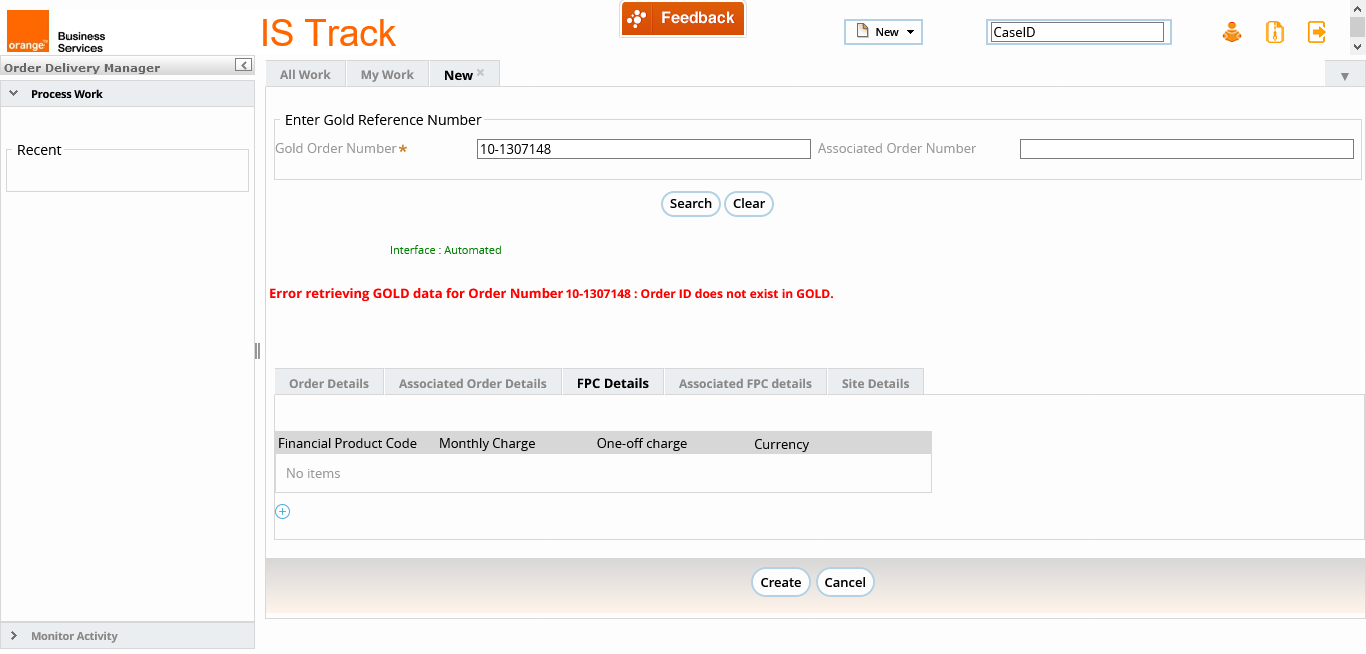 orange™
Business
Services
IS Track
Feedback
New
CaseID
Order Delivery Manager
Process Work
Recent
Monitor Activity
All Work
My Work
New
Enter Gold Reference Number
Gold Order Number*
10-1307148
Associated Order Number
Search
Clear
Interface : Automated
Error retrieving GOLD data for Order Number 10-1307148 : Order ID does not exist in GOLD.
Order Details
Associated Order Details
FPC Details
Associated FPC details
Site Details
Financial Product Code
Monthly Charge
One-off charge
Currency
No items
Create
Cancel